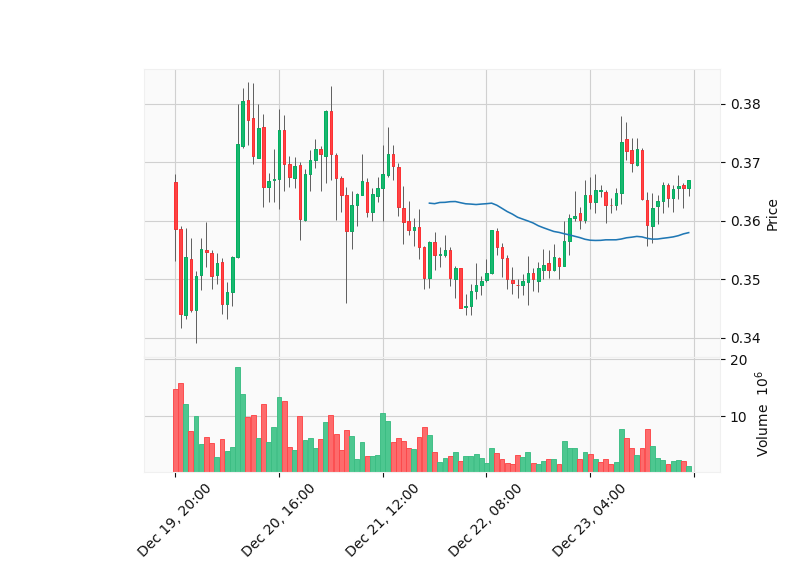 0.38
0.37
0.36
0.35
0.34
Price
20
10
Volume 10^6
Dec 19, 20:00
Dec 20, 16:00
Dec 21, 12:00
Dec 22, 08:00
Dec 23, 04:00